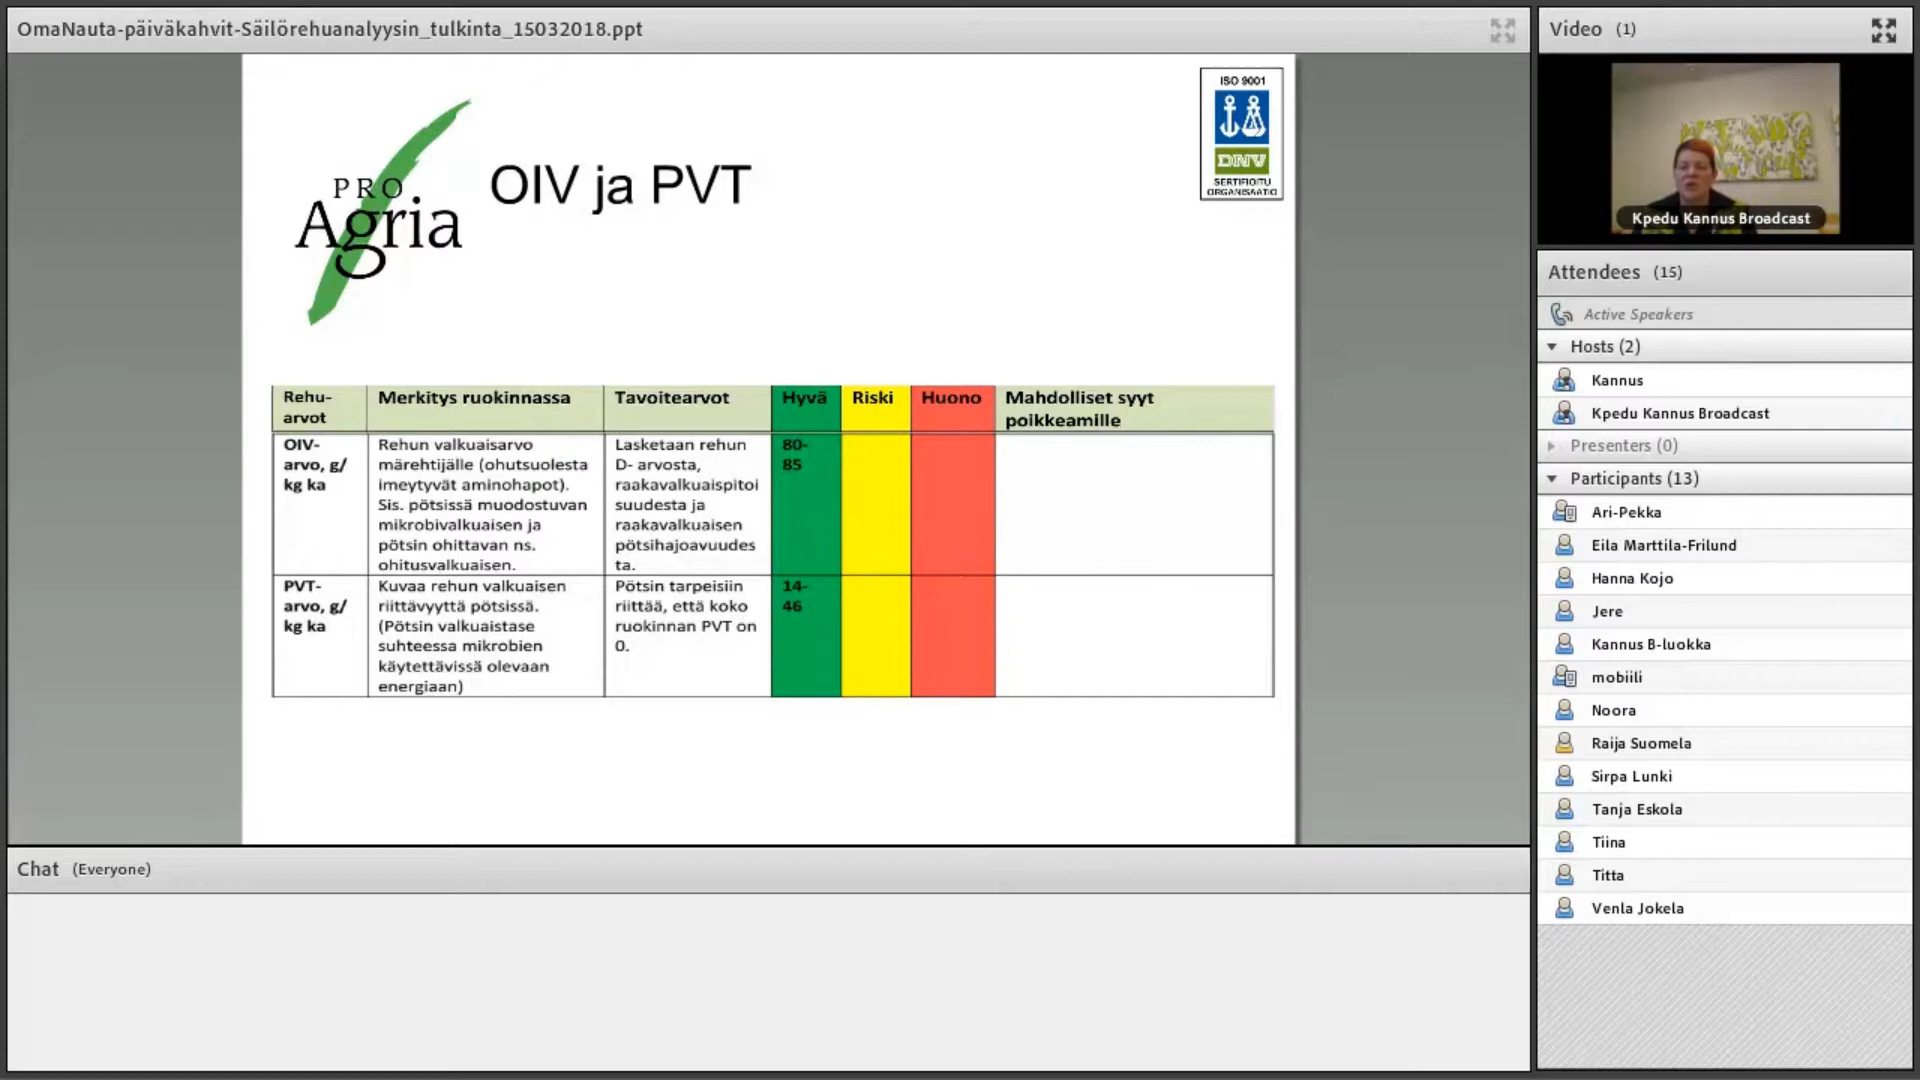 OmaNauta-päiväkahvit-Säilörehuanalyysin_tulkinta_15032018.ppt
PRO
Agria
OIV ja PVT
ISO 9001
DNV
SERTIFIOITU
ORGANISAATIO
Rehu-
arvot
Merkitys ruokinnassa
Tavoitearvot
Hyvä
Riski
Huono
Mahdolliset syyt
poikkeamille
OIV-
arvo, g/
kg ka
Rehun valkuaisarvo
märehtijälle (ohutsuolesta
imeytyvät aminohapot).
Sis. pötsissä muodostuvan
mikrobivalkuaisen ja
pötsin ohittavan ns.
ohitusvalkuaisen.
Lasketaan rehun
D- arvosta,
raakavalkuaispitoi
suudesta ja
raakavalkuaisen
pötsihajoavuudes
ta.
80-
85
PVT-
arvo, g/
kg ka
Kuvaa rehun valkuaisen
riittävyyttä pötsissä.
(Pötsin valkuaistase
suhteessa mikrobien
käytettävissä olevaan
energiaan)
Pötsin tarpeisiin
riittää, että koko
ruokinnan PVT on
0.
14-
46
Chat (Everyone)
Video (1)
Kpedu Kannus Broadcast
Attendees (15)
Active Speakers
Hosts (2)
Kannus
Kpedu Kannus Broadcast
Presenters (0)
Participants (13)
Ari-Pekka
Eila Marttila-Frilund
Hanna Kojo
Jere
Kannus B-luokka
mobiili
Noora
Raija Suomela
Sirpa Lunki
Tanja Eskola
Tiina
Titta
Venla Jokela